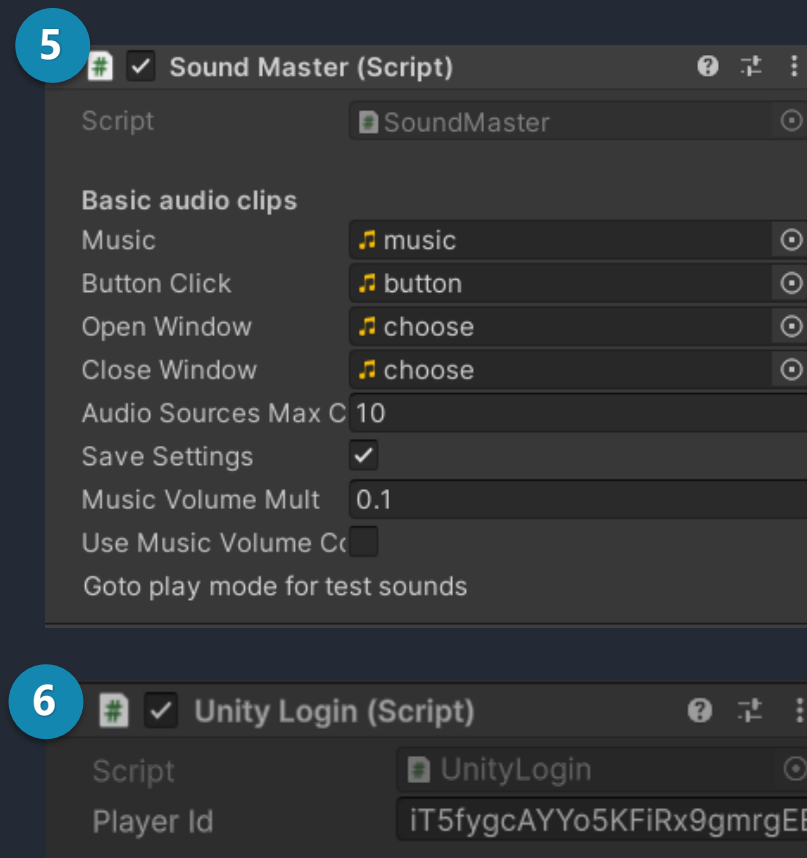 5
Sound Master (Script)
Script SoundMaster
Basic audio clips
Music music
Button Click button
Open Window choose
Close Window choose
Audio Sources Max C 10
Save Settings
Music Volume Mult 0.1
Use Music Volume Co
Goto play mode for test sounds
6
Unity Login (Script)
Script UnityLogin
Player Id iT5fygcAYYo5KFiRx9gmrgEE